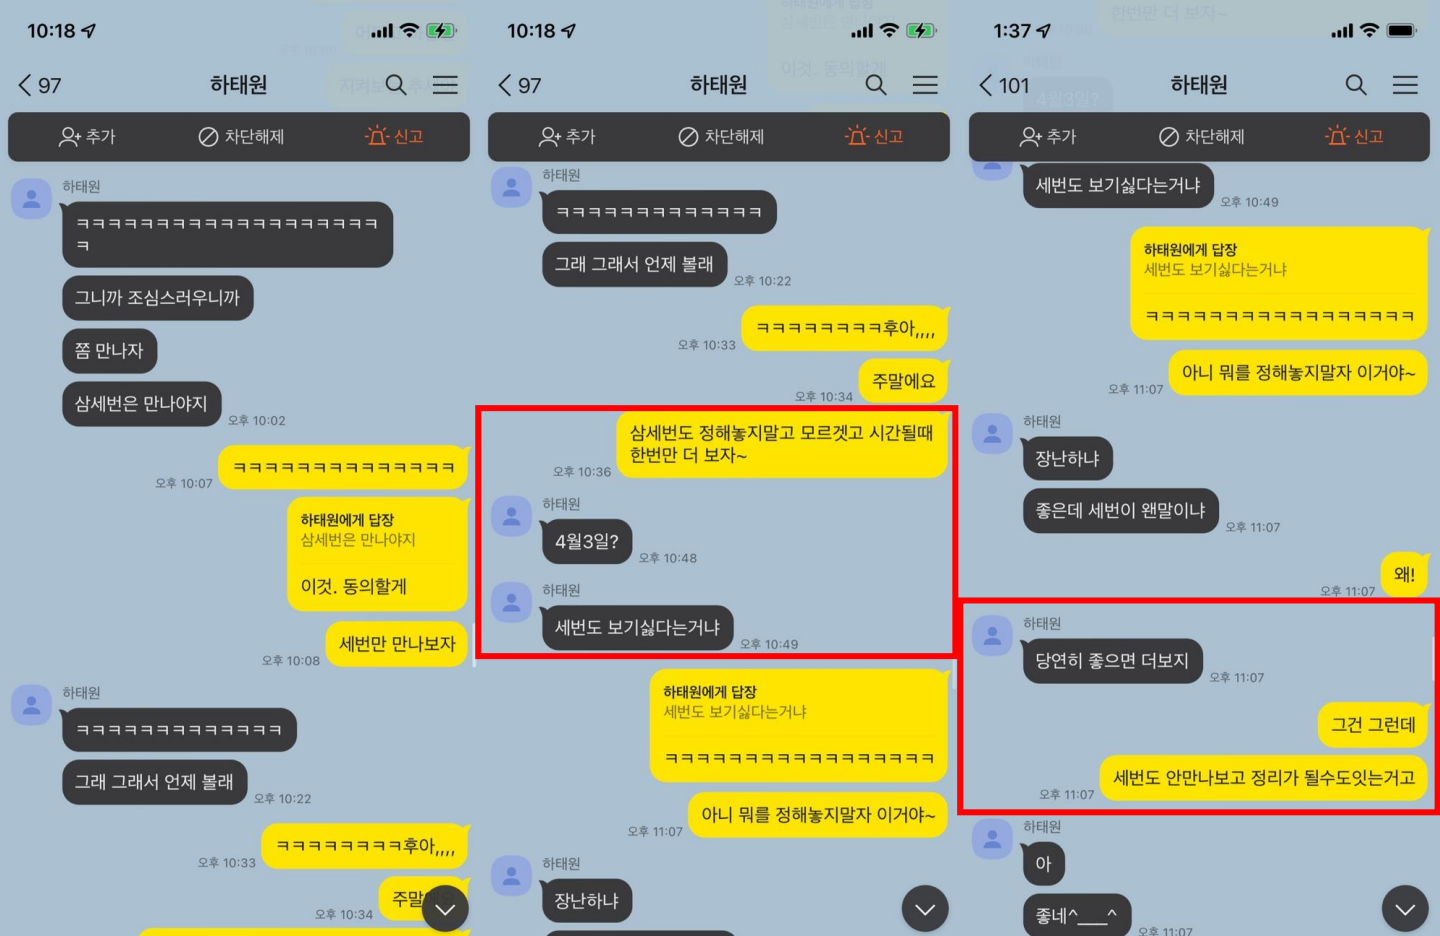 10:18
97
하태원
추가
차단해제
신고
하태원
ㅋㅋㅋㅋㅋㅋㅋㅋㅋㅋㅋㅋㅋㅋㅋㅋㅋㅋㅋ
ㅋ
그니까 조심스러우니까
쫌 만나자
삼세번은 만나야지
오후 10:02
ㅋㅋㅋㅋㅋㅋㅋㅋㅋㅋㅋㅋㅋㅋ
오후 10:07
하태원에게 답장
삼세번은 만나야지
이것. 동의할게
세번만 만나보자
오후 10:08
하태원
ㅋㅋㅋㅋㅋㅋㅋㅋㅋㅋㅋㅋㅋ
그래 그래서 언제 볼래
오후 10:22
ㅋㅋㅋㅋㅋㅋㅋㅋ후아,,,,
오후 10:33
주말
오후 10:34
10:18
97
하태원
추가
차단해제
신고
하태원
ㅋㅋㅋㅋㅋㅋㅋㅋㅋㅋㅋㅋㅋ
그래 그래서 언제 볼래
오후 10:22
ㅋㅋㅋㅋㅋㅋㅋㅋ후아,,,,
오후 10:33
주말에요
오후 10:34
삼세번도 정해놓지말고 모르겟고 시간될때
한번만 더 보자~
오후 10:36
하태원
4월3일?
오후 10:48
하태원
세번도 보기싫다는거냐
오후 10:49
하태원에게 답장
세번도 보기싫다는거냐
ㅋㅋㅋㅋㅋㅋㅋㅋㅋㅋㅋㅋㅋㅋㅋㅋㅋ
아니 뭐를 정해놓지말자 이거야~
오후 11:07
하태원
장난하냐
1:37
101
하태원
추가
차단해제
신고
세번도 보기싫다는거냐
오후 10:49
하태원에게 답장
세번도 보기싫다는거냐
ㅋㅋㅋㅋㅋㅋㅋㅋㅋㅋㅋㅋㅋㅋㅋㅋㅋ
아니 뭐를 정해놓지말자 이거야~
오후 11:07
하태원
장난하냐
좋은데 세번이 왠말이냐
오후 11:07
왜!
오후 11:07
하태원
당연히 좋으면 더보지
오후 11:07
그건 그런데
세번도 안만나보고 정리가 될수도잇는거고
오후 11:07
하태원
아
좋네^___^
오후 11:07